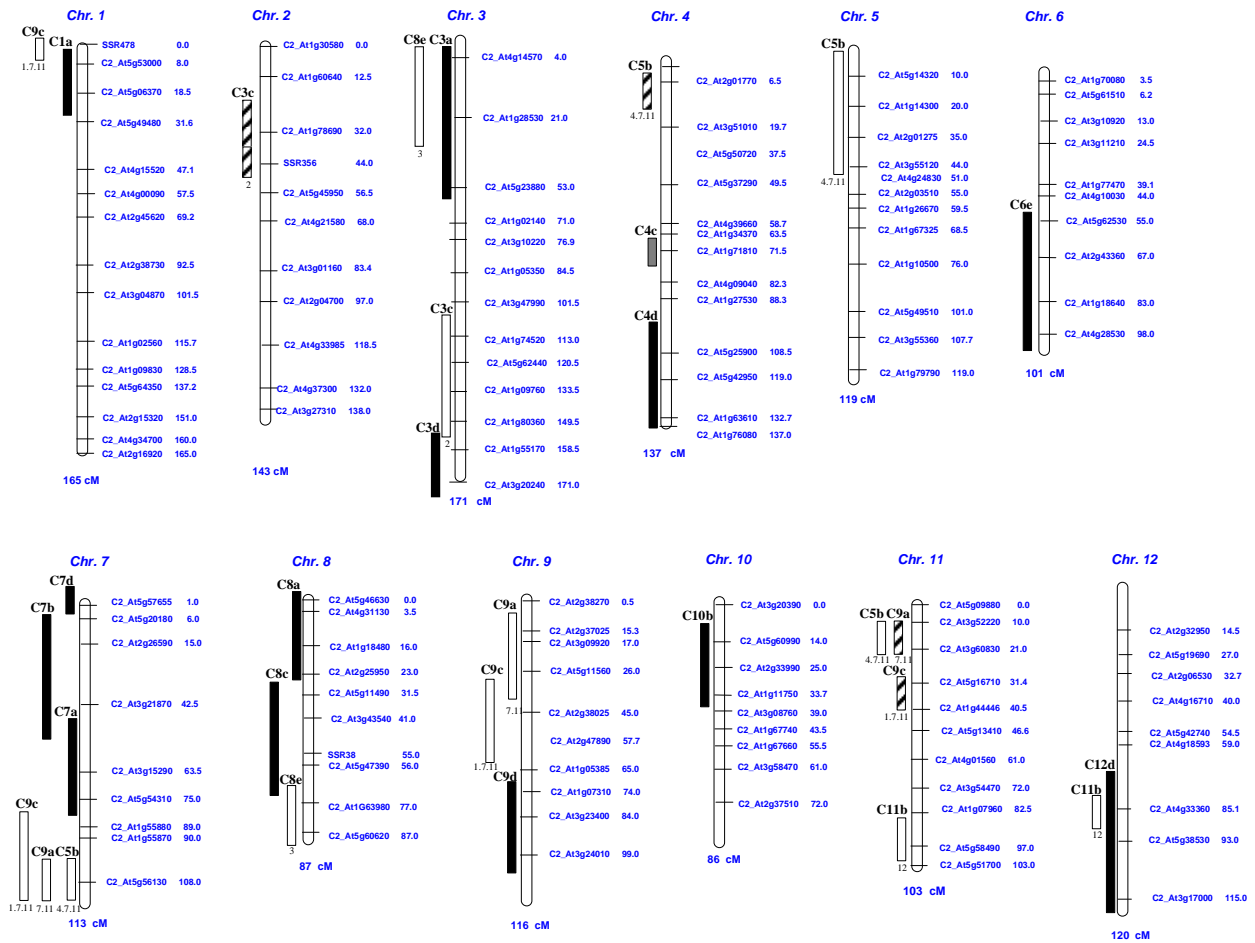 Chr. 1
C9c
C1a
1.7.11
SSR478 0.0
C2_At5g53000 8.0
C2_At5g06370 18.5
C2_At5g49480 31.6
C2_At4g15520 47.1
C2_At4g00090 57.5
C2_At2g45620 69.2
C2_At2g38730 92.5
C2_At3g04870 101.5
C2_At1g02560 115.7
C2_At1g09830 128.5
C2_At5g64350 137.2
C2_At2g15320 151.0
C2_At4g34700 160.0
C2_At2g16920 165.0
165 cM
Chr. 2
C3c
2
C2_At1g30580 0.0
C2_At1g60640 12.5
C2_At1g78690 32.0
SSR356 44.0
C2_At5g45950 56.5
C2_At4g21580 68.0
C2_At3g01160 83.4
C2_At2g04700 97.0
C2_At4g33985 118.5
C2_At4g37300 132.0
C2_At3g27310 138.0
143 cM
Chr. 3
C8e C3a
3
C3c
2
C3d
C2_At4g14570 4.0
C2_At1g28530 21.0
C2_At5g23880 53.0
C2_At1g02140 71.0
C2_At3g10220 76.9
C2_At1g05350 84.5
C2_At3g47990 101.5
C2_At1g74520 113.0
C2_At5g62440 120.5
C2_At1g09760 133.5
C2_At1g80360 149.5
C2_At1g55170 158.5
C2_At3g20240 171.0
171 cM
Chr. 4
C5b
4.7.11
C4c
C4d
C2_At2g01770 6.5
C2_At3g51010 19.7
C2_At5g50720 37.5
C2_At5g37290 49.5
C2_At4g39660 58.7
C2_At1g34370 63.5
C2_At1g71810 71.5
C2_At4g09040 82.3
C2_At1g27530 88.3
C2_At5g25900 108.5
C2_At5g42950 119.0
C2_At1g63610 132.7
C2_At1g76080 137.0
137 cM
Chr. 5
C5b
4.7.11
C2_At5g14320 10.0
C2_At1g14300 20.0
C2_At2g01275 35.0
C2_At3g55120 44.0
C2_At4g24830 51.0
C2_At2g03510 55.0
C2_At1g26670 59.5
C2_At1g67325 68.5
C2_At1g10500 76.0
C2_At5g49510 101.0
C2_At3g55360 107.7
C2_At1g79790 119.0
119 cM
Chr. 6
C6e
C2_At1g70080 3.5
C2_At5g61510 6.2
C2_At3g10920 13.0
C2_At3g11210 24.5
C2_At1g77470 39.1
C2_At4g10030 44.0
C2_At5g62530 55.0
C2_At2g43360 67.0
C2_At1g18640 83.0
C2_At4g28530 98.0
101 cM
Chr. 7
C7d
C7b
C7a
C9c
C9a C5b
1.7.11 7.11 4.7.11
C2_At5g57655 1.0
C2_At5g20180 6.0
C2_At2g26590 15.0
C2_At3g21870 42.5
C2_At3g15290 63.5
C2_At5g54310 75.0
C2_At1g55880 89.0
C2_At1g55870 90.0
C2_At5g56130 108.0
113 cM
Chr. 8
C8a
C8c
C8e
3
C2_At5g46630 0.0
C2_At4g31130 3.5
C2_At1g18480 16.0
C2_At2g25950 23.0
C2_At5g11490 31.5
C2_At3g43540 41.0
SSR38 55.0
C2_At5g47390 56.0
C2_At1G63980 77.0
C2_At5g60620 87.0
87 cM
Chr. 9
C9a
7.11
C9c
1.7.11
C9d
C2_At2g38270 0.5
C2_At2g37025 15.3
C2_At3g09920 17.0
C2_At5g11560 26.0
C2_At2g38025 45.0
C2_At2g47890 57.7
C2_At1g05385 65.0
C2_At1g07310 74.0
C2_At3g23400 84.0
C2_At3g24010 99.0
116 cM
Chr. 10
C10b
C2_At3g20390 0.0
C2_At5g60990 14.0
C2_At2g33990 25.0
C2_At1g11750 33.7
C2_At3g08760 39.0
C2_At1g67740 43.5
C2_At1g67660 55.5
C2_At3g58470 61.0
C2_At2g37510 72.0
86 cM
Chr. 11
C5b C9a
4.7.11 7.11
C9c
1.7.11
C11b
12
C2_At5g09880 0.0
C2_At3g52220 10.0
C2_At3g60830 21.0
C2_At5g16710 31.4
C2_At1g44446 40.5
C2_At5g13410 46.6
C2_At4g01560 61.0
C2_At3g54470 72.0
C2_At1g07960 82.5
C2_At5g58490 97.0
C2_At5g51700 103.0
103 cM
Chr. 12
C12d
C11b
12
C2_At2g32950 14.5
C2_At5g19690 27.0
C2_At2g06530 32.7
C2_At4g16710 40.0
C2_At5g42740 54.5
C2_At4g18593 59.0
C2_At4g33360 85.1
C2_At5g38530 93.0
C2_At3g17000 115.0
120 cM